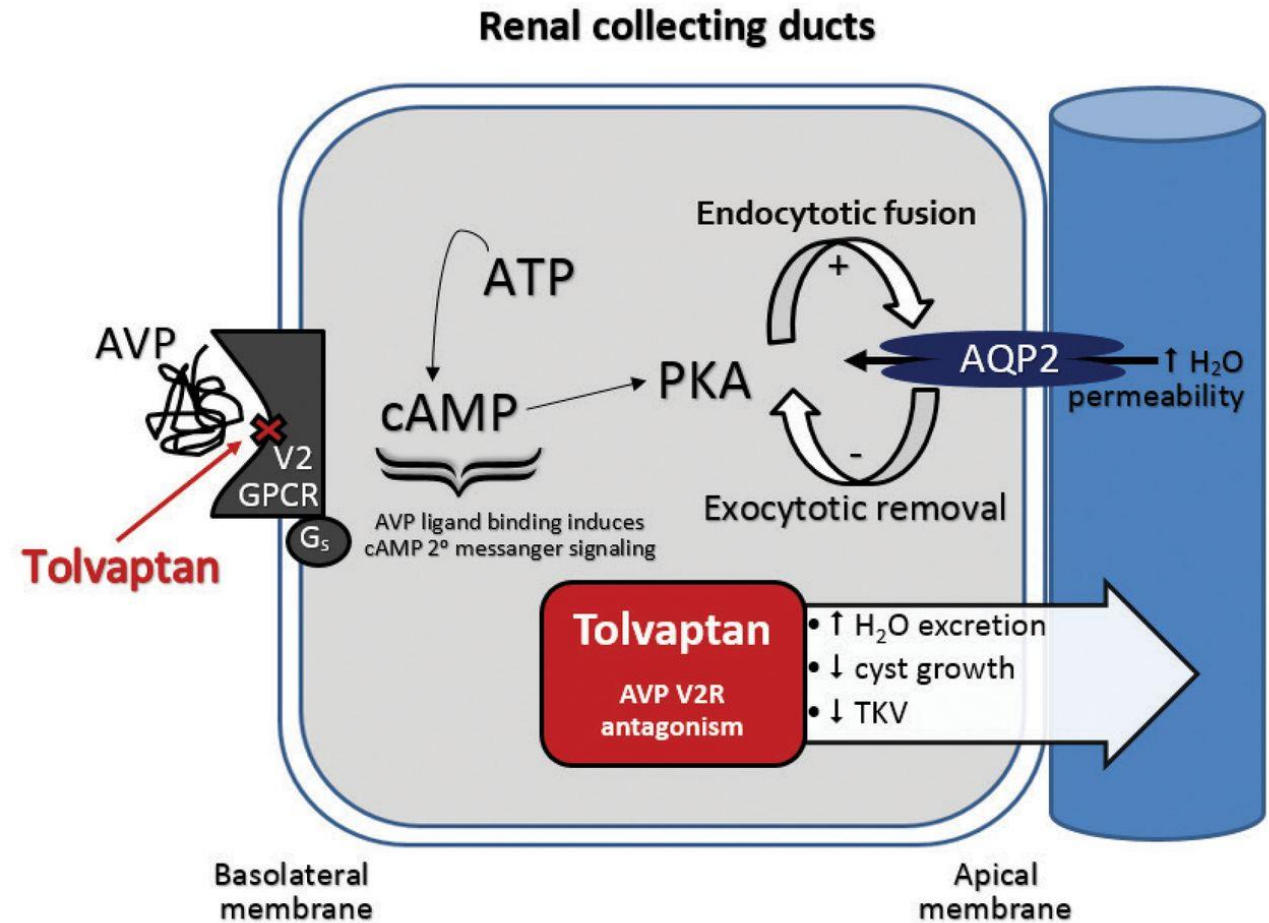 Renal collecting ducts
Endocytotic fusion
+
ATP
AVP
cAMP
PKA
AQP2
↑ H₂O
permeability
V2
GPCR
Gₛ
-
Exocytotic removal
AVP ligand binding induces
cAMP 2º messanger signaling
Tolvaptan
Tolvaptan
AVP V2R
antagonism
• ↑ H₂O excretion
• ↓ cyst growth
• ↓ TKV
Basolateral
membrane
Apical
membrane